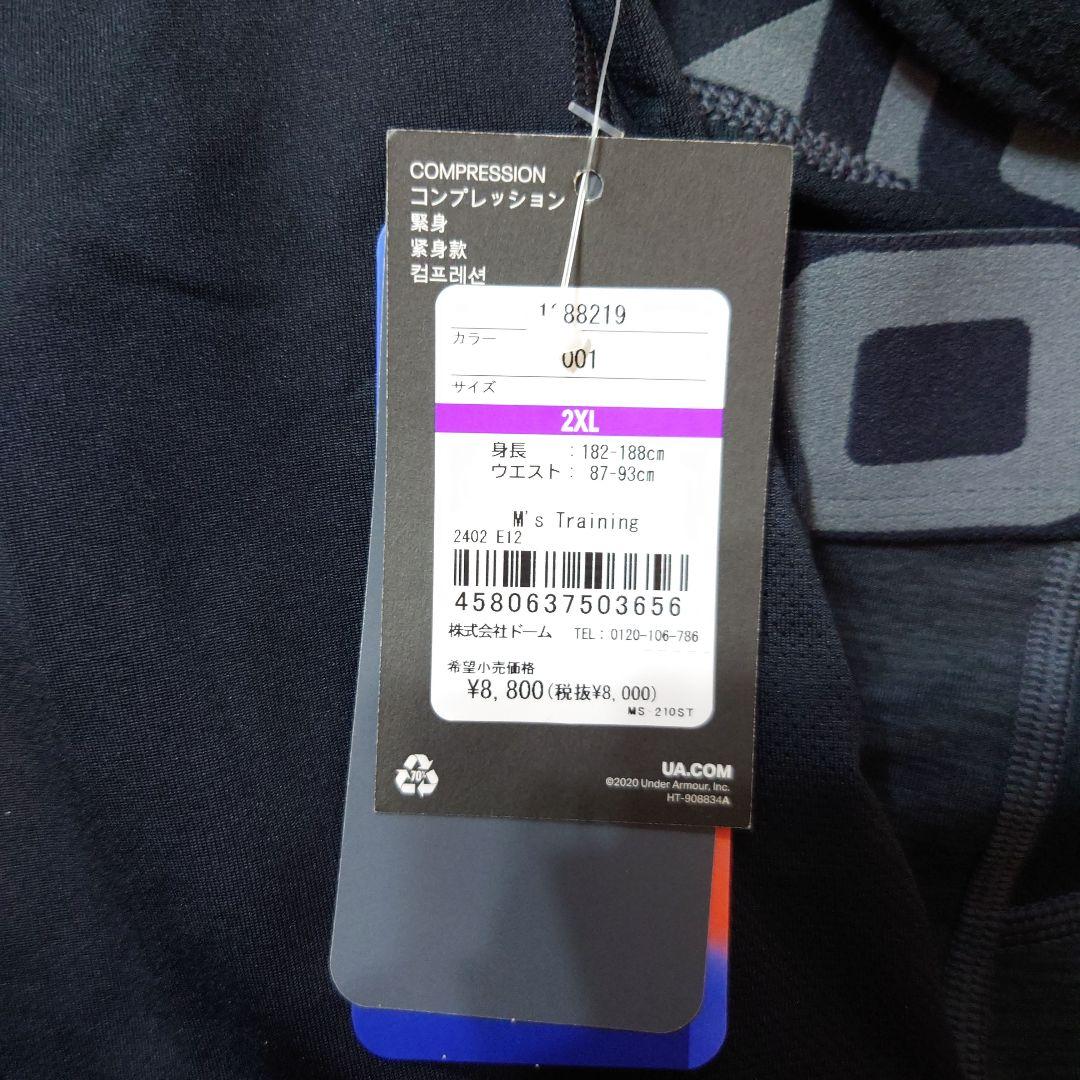 COMPRESSION
コンプレッション
緊身
紧身款
컴프레션
88219
カラー
001
サイズ
2XL
身長 : 182-188cm
ウエスト: 87-93cm
M's Training
2402 E12
4580637503656
株式会社ドーム TEL:0120-106-786
希望小売価格
¥8,800(税抜¥8,000)
MS-210ST
70%
UA.COM
©2020 Under Armour, Inc.
HT-908834A